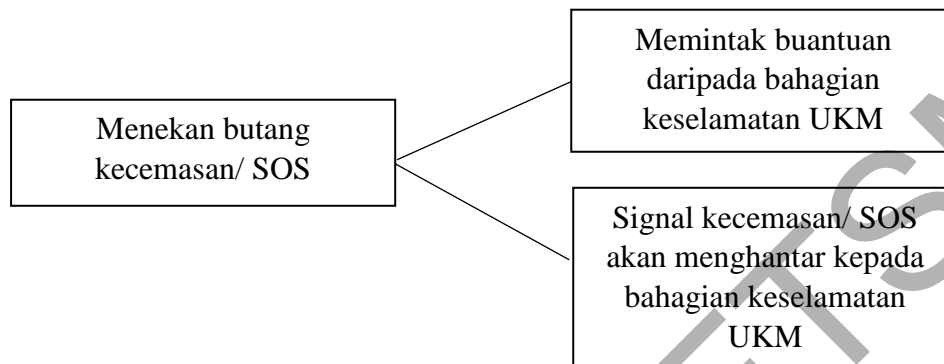 Menekan butang
kecemasan/ SOS
Memintak buantuan
daripada bahagian
keselamatan UKM
Signal kecemasan/ SOS
akan menghantar kepada
bahagian keselamatan
UKM